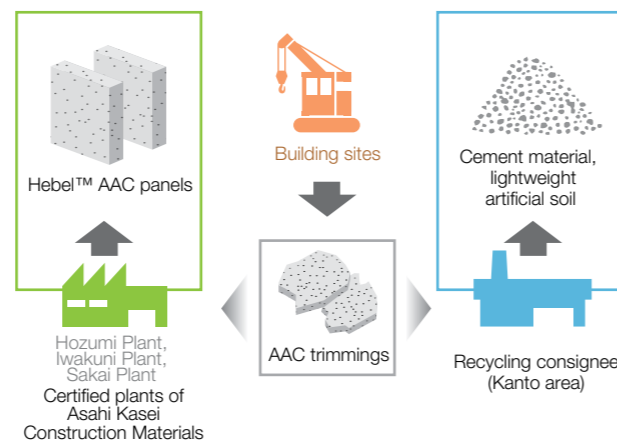 Hebel™ AAC panels
Hozumi Plant,
Iwakuni Plant,
Sakai Plant
Certified plants of
Asahi Kasei
Construction Materials
Building sites
AAC trimmings
Cement material,
lightweight
artificial soil
Recycling consignee
(Kanto area)